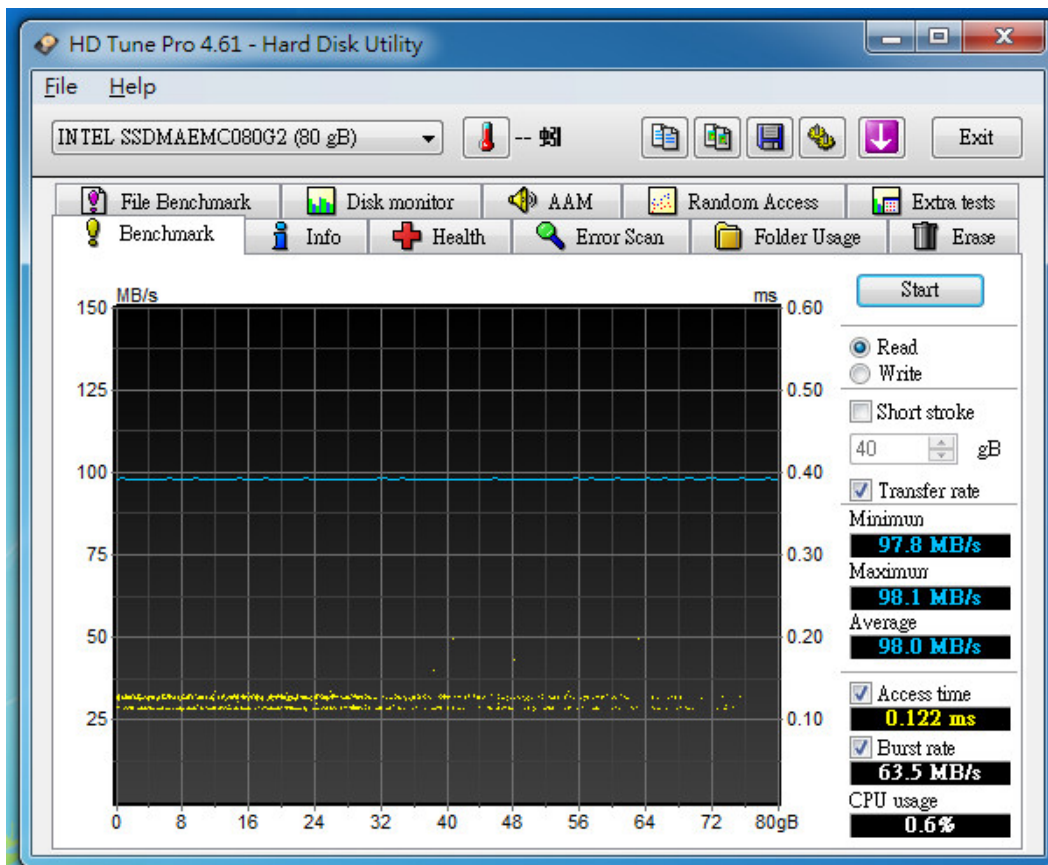 HD Tune Pro 4.61 - Hard Disk Utility
File Help
INTEL SSDMAEMC080G2 (80 gB) -- 蚓 Exit
File Benchmark Disk monitor AAM Random Access Extra tests
Benchmark Info Health Error Scan Folder Usage Erase
Start
MB/s ms
150 0.60
125 0.50
100 0.40
75 0.30
50 0.20
25 0.10
0 8 16 24 32 40 48 56 64 72 80gB
Read
Write
Short stroke
40 gB
Transfer rate
Minimun
97.8 MB/s
Maximun
98.1 MB/s
Average
98.0 MB/s
Access time
0.122 ms
Burst rate
63.5 MB/s
CPU usage
0.6%